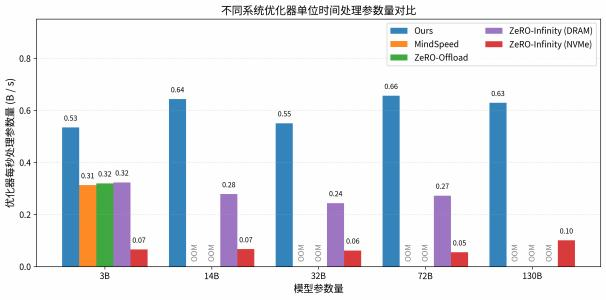 不同系统优化器单位时间处理参数量对比
Ours
MindSpeed
ZeRO-Offload
ZeRO-Infinity (DRAM)
ZeRO-Infinity (NVMe)
优化器每秒处理参数量 (B / s)
0.8
0.6
0.4
0.2
0.0
0.53
0.31
0.32
0.32
0.07
0.64
OOM
OOM
0.28
0.07
0.55
OOM
OOM
0.24
0.06
0.66
OOM
OOM
0.27
0.05
0.63
OOM
OOM
OOM
0.10
3B
14B
32B
72B
130B
模型参数量